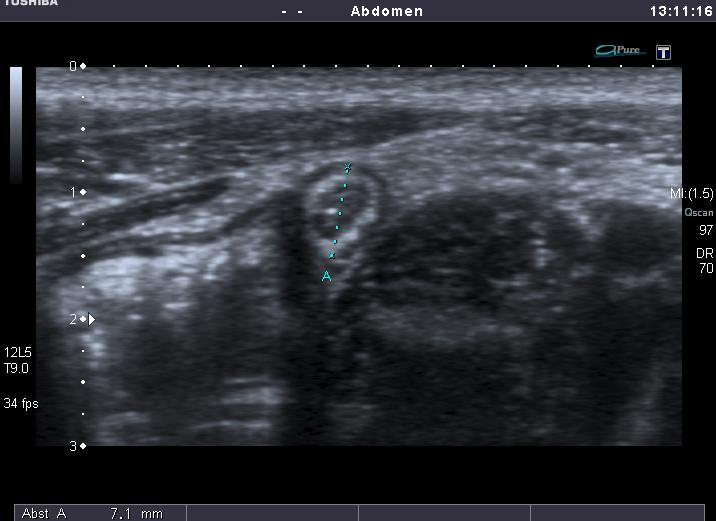 TOSHIBA
- - Abdomen 13:11:16
aPure T
0
1
MI:(1.5)
Qscan
97
DR
70
A
2
12L5
T9.0
34 fps
3
Abst A 7.1 mm